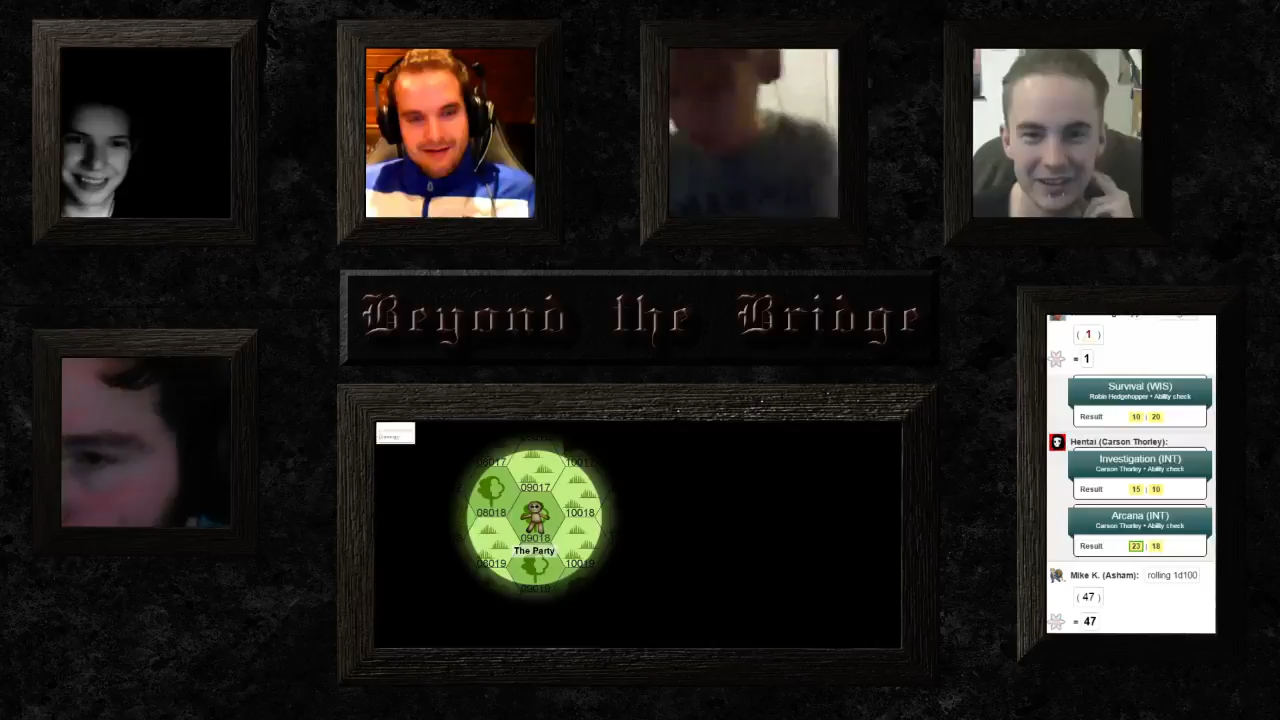 Beyond the Bridge
09017
08018
10018
09018
The Party
08019
10019
09019
( 1 )
= 1
Survival (WIS)
Robin Hedgehopper • Ability check
Result 10 | 20
Hentai (Carson Thorley):
Investigation (INT)
Carson Thorley • Ability check
Result 15 | 10
Arcana (INT)
Carson Thorley • Ability check
Result 23 | 18
Mike K. (Asham): rolling 1d100
( 47 )
= 47